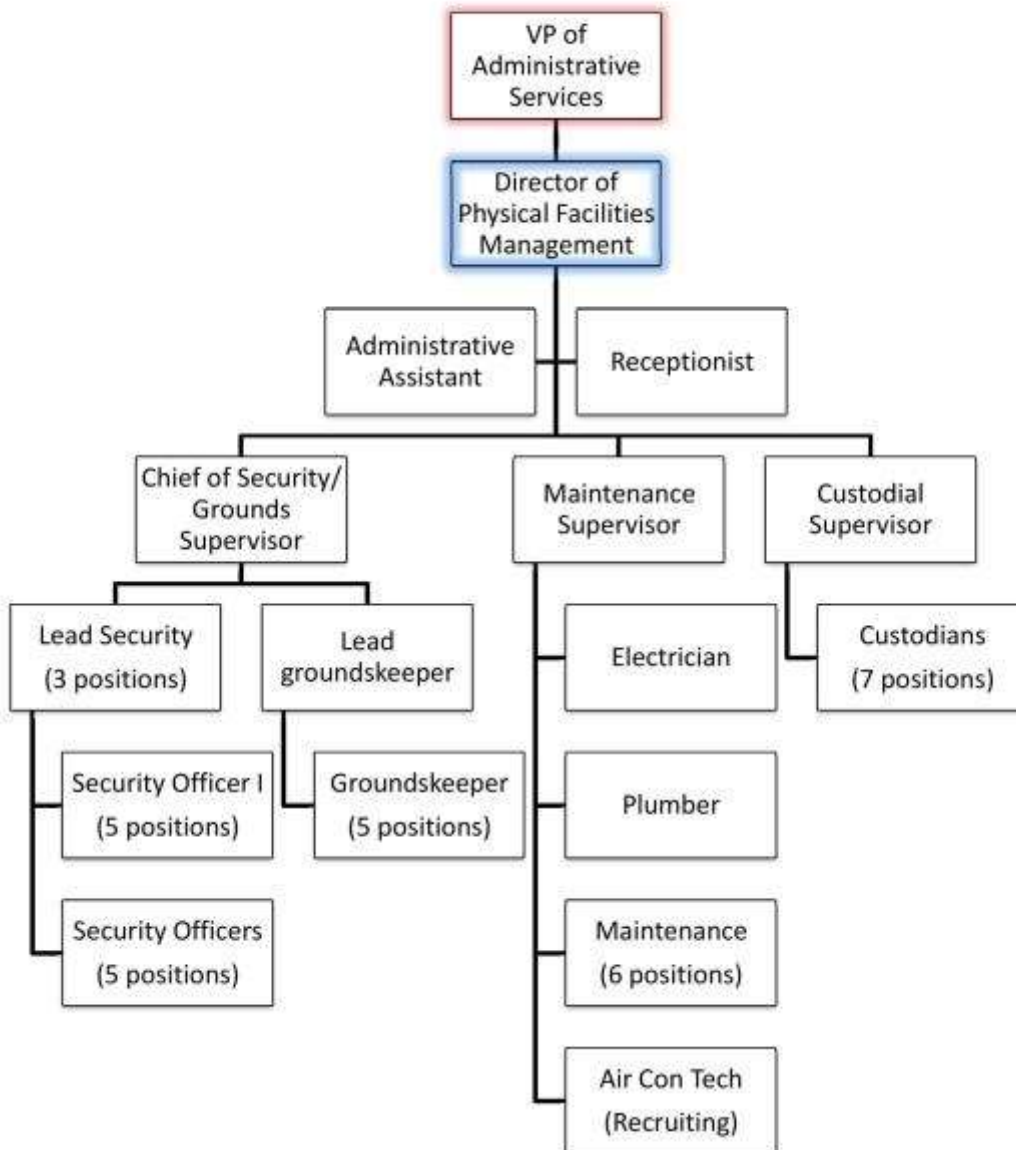 VP of
Administrative
Services
Director of
Physical Facilities
Management
Administrative
Assistant
Receptionist
Chief of Security/
Grounds
Supervisor
Maintenance
Supervisor
Custodial
Supervisor
Lead Security
(3 positions)
Lead
groundskeeper
Electrician
Custodians
(7 positions)
Security Officer I
(5 positions)
Groundskeeper
(5 positions)
Plumber
Security Officers
(5 positions)
Maintenance
(6 positions)
Air Con Tech
(Recruiting)